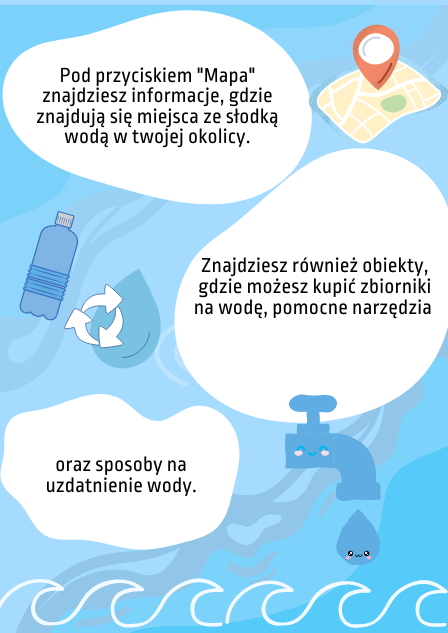 Pod przyciskiem "Mapa"
znajdziesz informacje, gdzie
znajdują się miejsca ze słodką
wodą w twojej okolicy.
Znajdziesz również obiekty,
gdzie możesz kupić zbiorniki
na wodę, pomocne narzędzia
oraz sposoby na
uzdatnienie wody.